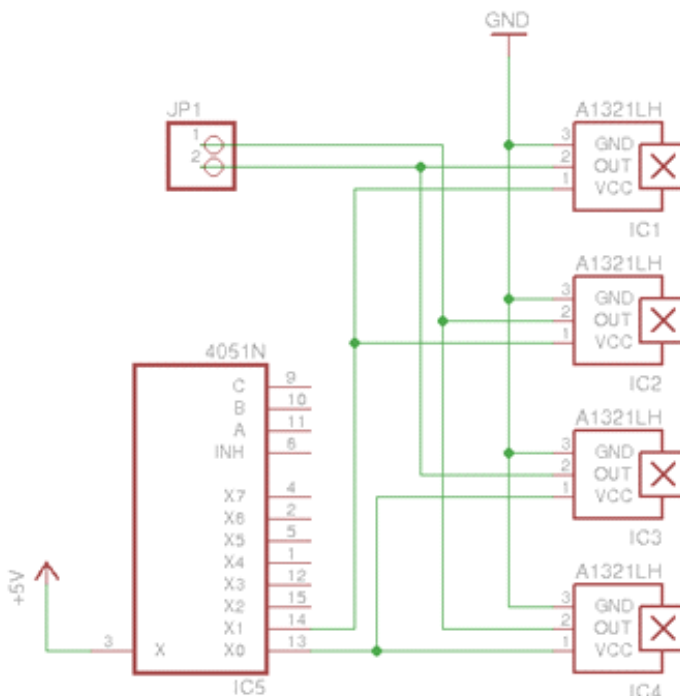 GND
JP1
1
2
A1321LH
3 GND
2 OUT
1 VCC
IC1
A1321LH
3 GND
2 OUT
1 VCC
IC2
4051N
C 9
B 10
A 11
INH 6
X7 4
X6 2
X5 5
X4 1
X3 12
X2 15
X1 14
X0 13
3 X
IC5
+5V
A1321LH
3 GND
2 OUT
1 VCC
IC3
A1321LH
3 GND
2 OUT
1 VCC
IC4